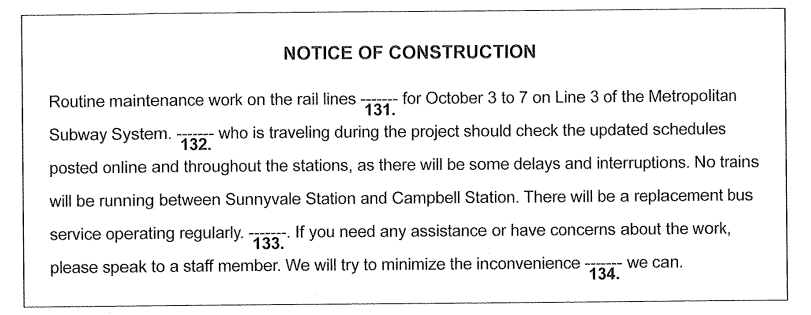 NOTICE OF CONSTRUCTION
Routine maintenance work on the rail lines ------- for October 3 to 7 on Line 3 of the Metropolitan
131.
Subway System. ------- who is traveling during the project should check the updated schedules
132.
posted online and throughout the stations, as there will be some delays and interruptions. No trains
will be running between Sunnyvale Station and Campbell Station. There will be a replacement bus
service operating regularly. -------. If you need any assistance or have concerns about the work,
133.
please speak to a staff member. We will try to minimize the inconvenience ------- we can.
134.